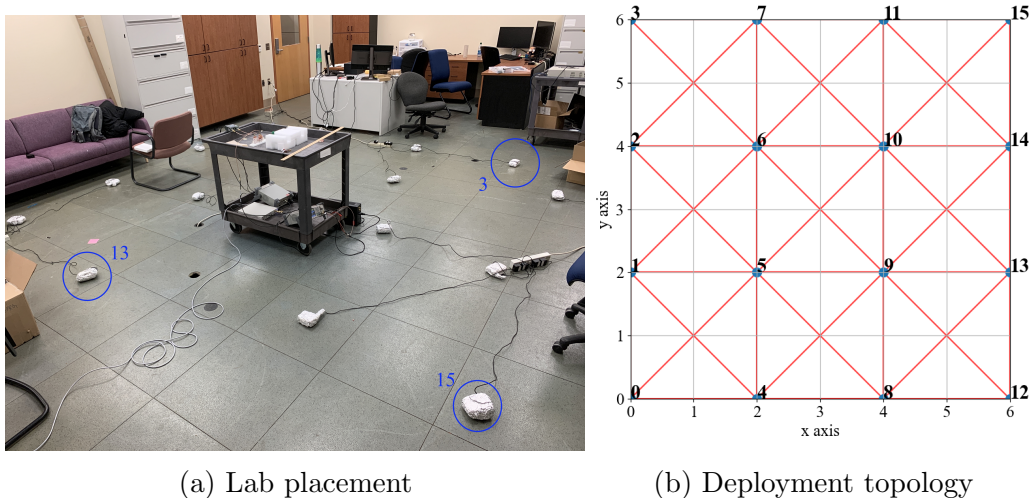 3
13
15
3 7 11 15
6
5
2 6 10 14
4
3
1 5 9 13
2
1
0 4 8 12
0
0 1 2 3 4 5 6
y axis
x axis
(a) Lab placement
(b) Deployment topology